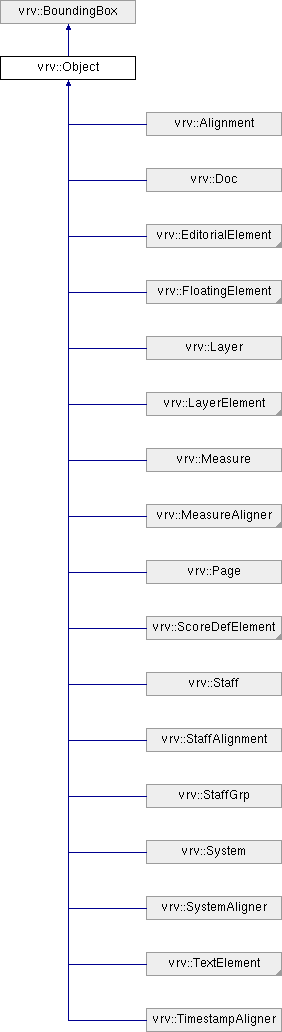 vrv::BoundingBox
vrv::Object
vrv::Alignment
vrv::Doc
vrv::EditorialElement
vrv::FloatingElement
vrv::Layer
vrv::LayerElement
vrv::Measure
vrv::MeasureAligner
vrv::Page
vrv::ScoreDefElement
vrv::Staff
vrv::StaffAlignment
vrv::StaffGrp
vrv::System
vrv::SystemAligner
vrv::TextElement
vrv::TimestampAligner